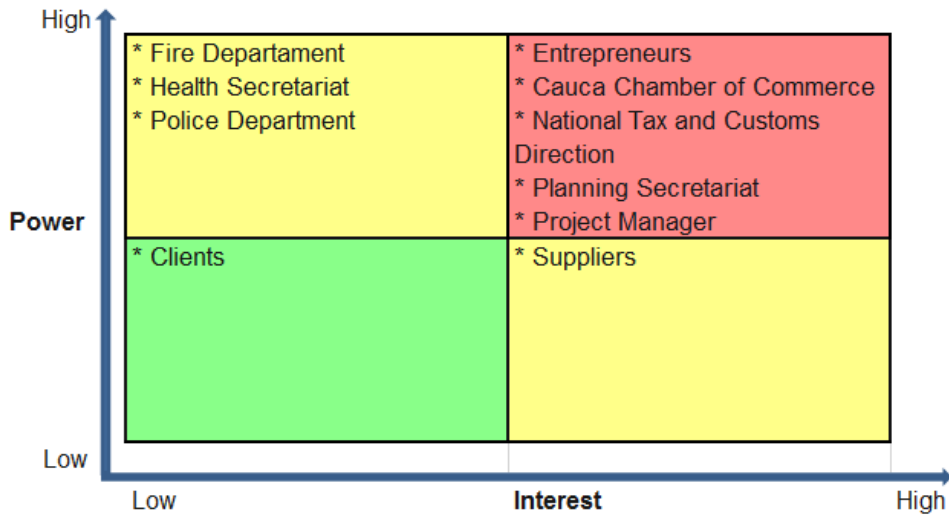 High
* Fire Departament
* Health Secretariat
* Police Department
* Entrepreneurs
* Cauca Chamber of Commerce
* National Tax and Customs
Direction
* Planning Secretariat
* Project Manager
Power
* Clients
* Suppliers
Low
Low
Interest
High